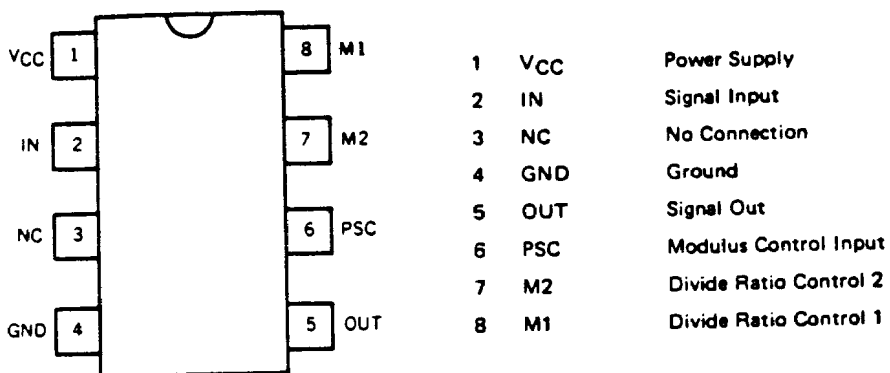 VCC 1
8 M1
IN 2
7 M2
NC 3
6 PSC
GND 4
5 OUT
1 VCC Power Supply
2 IN Signal Input
3 NC No Connection
4 GND Ground
5 OUT Signal Out
6 PSC Modulus Control Input
7 M2 Divide Ratio Control 2
8 M1 Divide Ratio Control 1